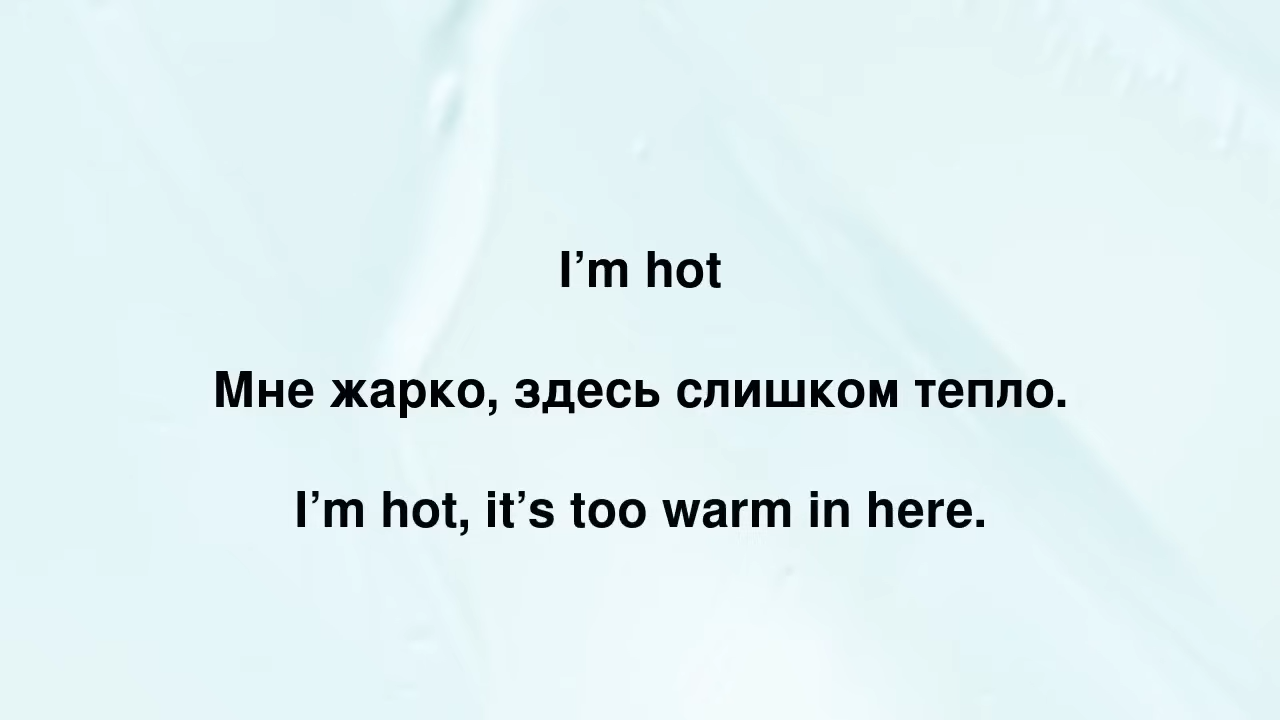 I’m hot
Мне жарко, здесь слишком тепло.
I’m hot, it’s too warm in here.